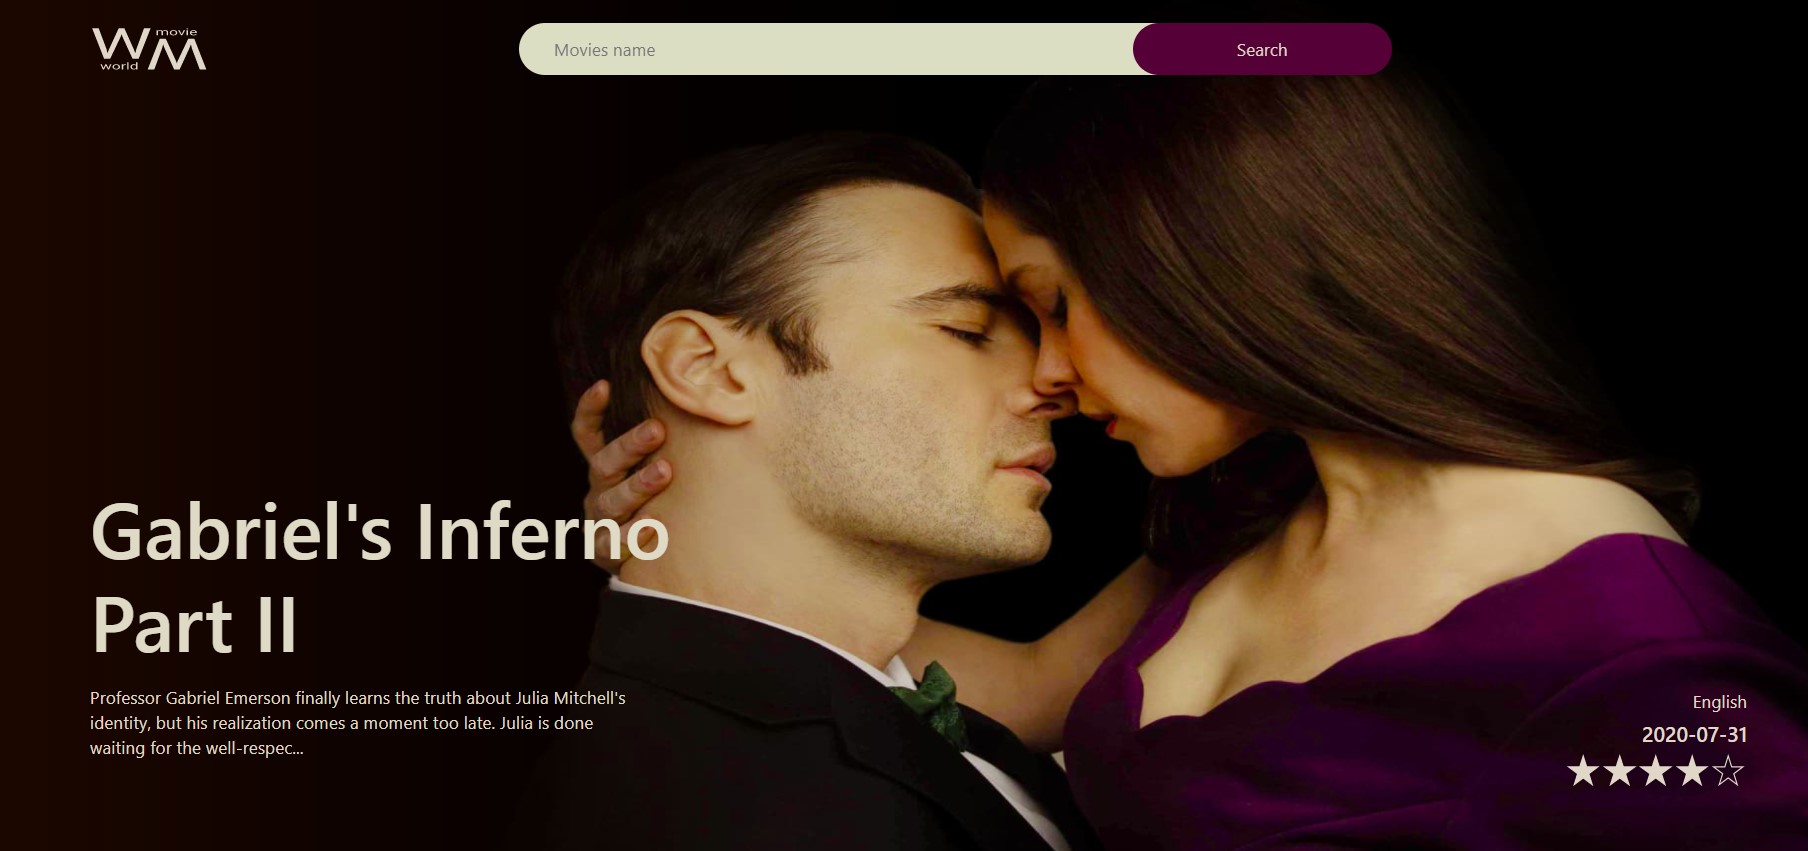 W movie
world M
Movies name
Search
Gabriel's Inferno
Part II
Professor Gabriel Emerson finally learns the truth about Julia Mitchell's
identity, but his realization comes a moment too late. Julia is done
waiting for the well-respec...
English
2020-07-31
★★★★☆